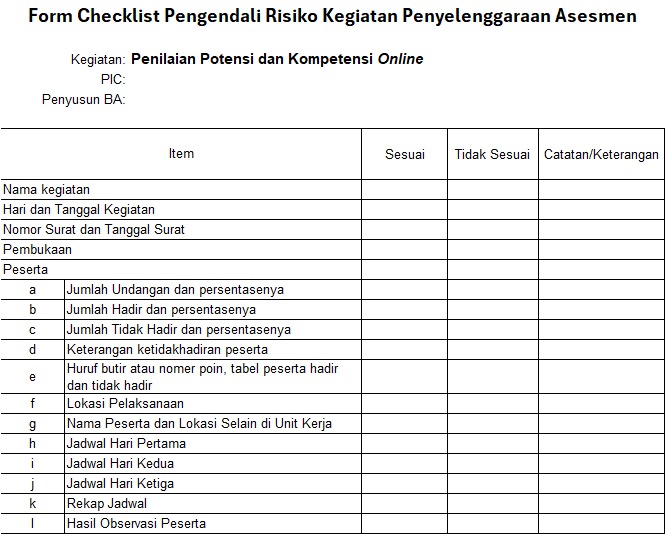 Form Checklist Pengendali Risiko Kegiatan Penyelenggaraan Asesmen
Kegiatan: Penilaian Potensi dan Kompetensi Online
PIC:
Penyusun BA:
Item Sesuai Tidak Sesuai Catatan/Keterangan
Nama kegiatan
Hari dan Tanggal Kegiatan
Nomor Surat dan Tanggal Surat
Pembukaan
Peserta
a Jumlah Undangan dan persentasenya
b Jumlah Hadir dan persentasenya
c Jumlah Tidak Hadir dan persentasenya
d Keterangan ketidakhadiran peserta
e Huruf butir atau nomer poin, tabel peserta hadir
dan tidak hadir
f Lokasi Pelaksanaan
g Nama Peserta dan Lokasi Selain di Unit Kerja
h Jadwal Hari Pertama
i Jadwal Hari Kedua
j Jadwal Hari Ketiga
k Rekap Jadwal
l Hasil Observasi Peserta